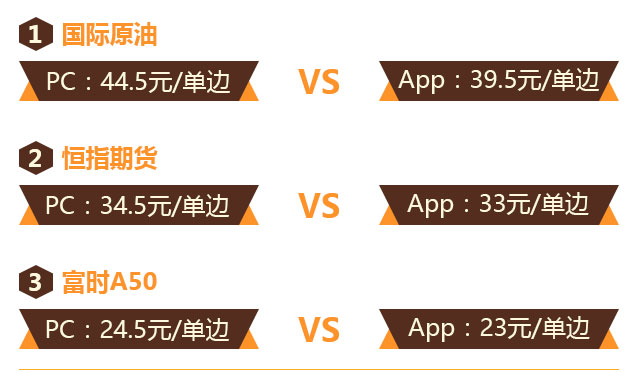 1 国际原油
PC：44.5元/单边 VS App：39.5元/单边
2 恒指期货
PC：34.5元/单边 VS App：33元/单边
3 富时A50
PC：24.5元/单边 VS App：23元/单边